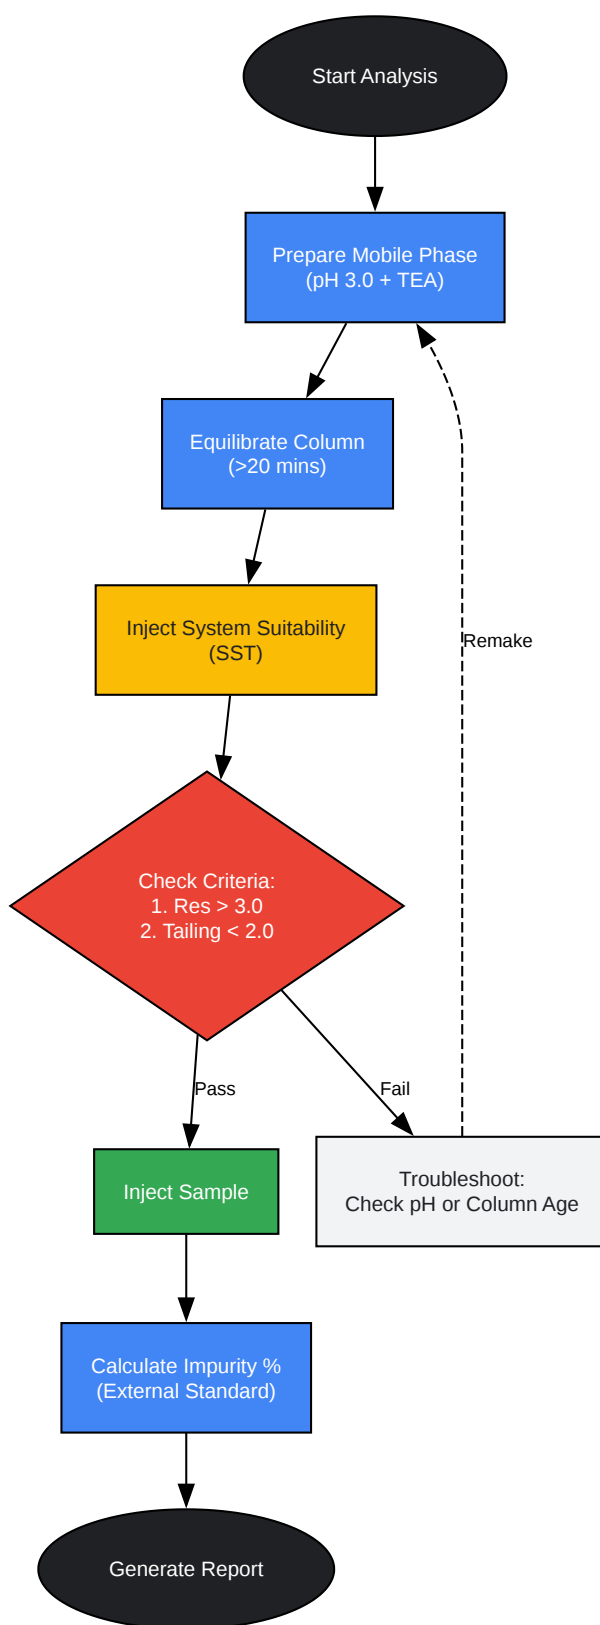 Start Analysis
Prepare Mobile Phase
(pH 3.0 + TEA)
Equilibrate Column
(>20 mins)
Inject System Suitability
(SST)
Remake
Check Criteria:
1. Res > 3.0
2. Tailing < 2.0
Pass
Fail
Inject Sample
Troubleshoot:
Check pH or Column Age
Calculate Impurity %
(External Standard)
Generate Report